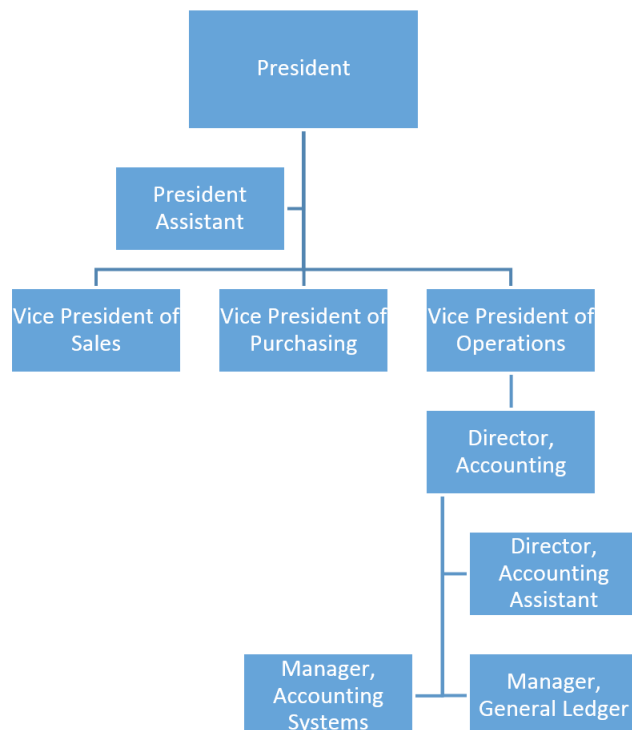 President
President
Assistant
Vice President of
Sales
Vice President of
Purchasing
Vice President of
Operations
Director,
Accounting
Director,
Accounting
Assistant
Manager,
Accounting
Systems
Manager,
General Ledger